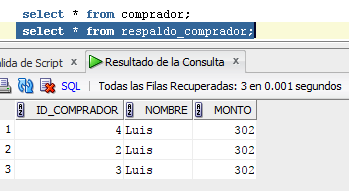 select * from comprador;
select * from respaldo_comprador;
lida de Script × Resultado de la Consulta ×
SQL | Todas las Filas Recuperadas: 3 en 0.001 segundos
ID_COMPRADOR NOMBRE MONTO
1 4 Luis 302
2 2 Luis 302
3 3 Luis 302